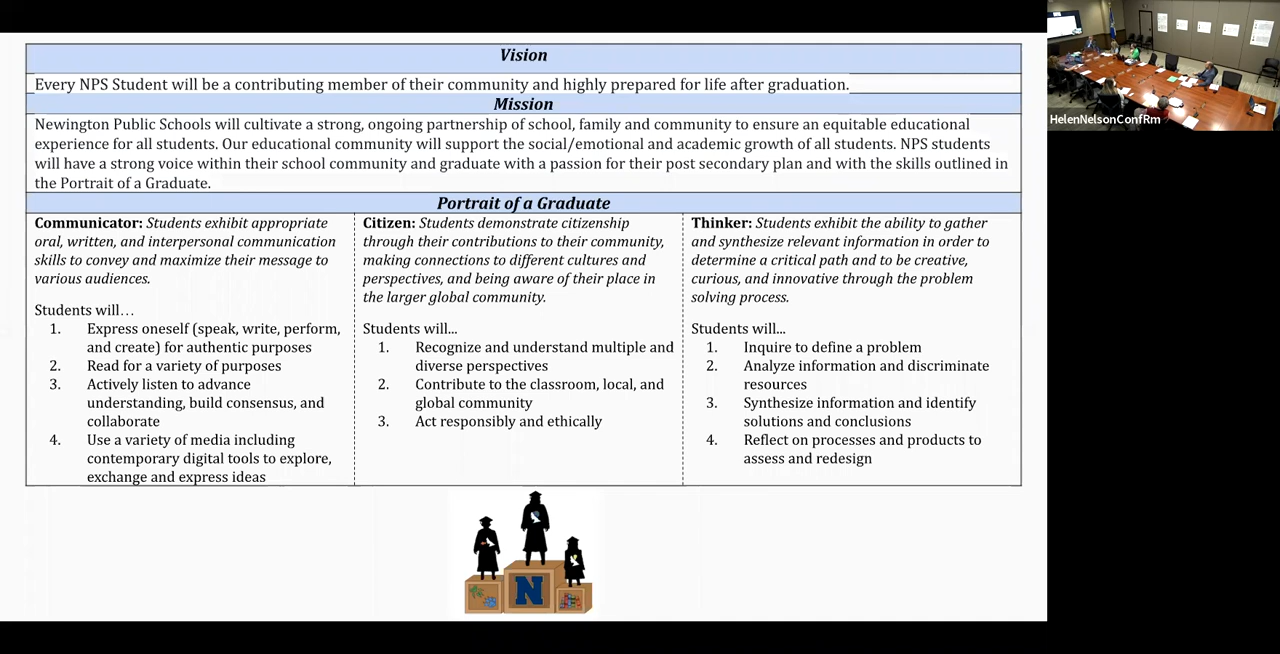 Vision
Every NPS Student will be a contributing member of their community and highly prepared for life after graduation.
Mission
Newington Public Schools will cultivate a strong, ongoing partnership of school, family and community to ensure an equitable educational
experience for all students. Our educational community will support the social/emotional and academic growth of all students. NPS students
will have a strong voice within their school community and graduate with a passion for their post secondary plan and with the skills outlined in
the Portrait of a Graduate.
Portrait of a Graduate
Communicator: Students exhibit appropriate
oral, written, and interpersonal communication
skills to convey and maximize their message to
various audiences.
Students will…
1. Express oneself (speak, write, perform,
and create) for authentic purposes
2. Read for a variety of purposes
3. Actively listen to advance
understanding, build consensus, and
collaborate
4. Use a variety of media including
contemporary digital tools to explore,
exchange and express ideas
Citizen: Students demonstrate citizenship
through their contributions to their community,
making connections to different cultures and
perspectives, and being aware of their place in
the larger global community.
Students will...
1. Recognize and understand multiple and
diverse perspectives
2. Contribute to the classroom, local, and
global community
3. Act responsibly and ethically
Thinker: Students exhibit the ability to gather
and synthesize relevant information in order to
determine a critical path and to be creative,
curious, and innovative through the problem
solving process.
Students will...
1. Inquire to define a problem
2. Analyze information and discriminate
resources
3. Synthesize information and identify
solutions and conclusions
4. Reflect on processes and products to
assess and redesign
N
HelenNelsonConfRm